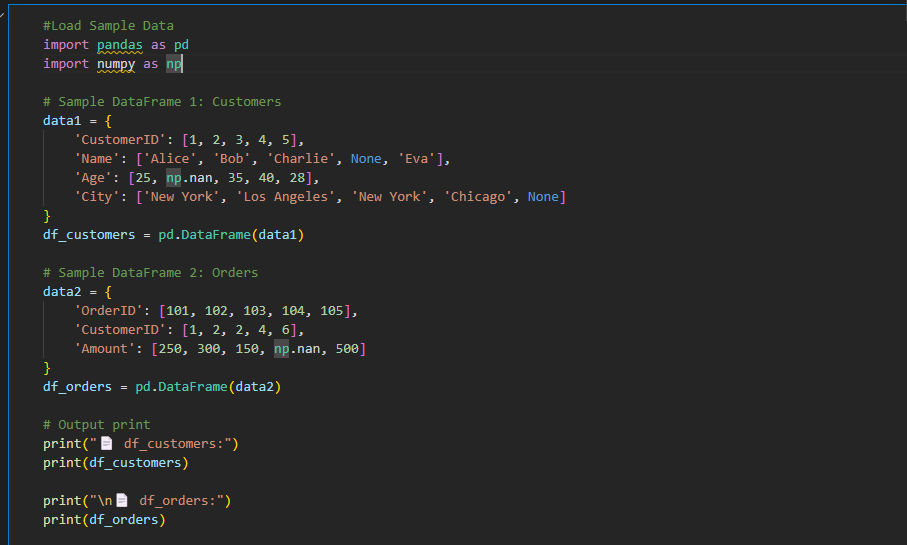 #Load Sample Data
import pandas as pd
import numpy as np
# Sample DataFrame 1: Customers
data1 = {
    'CustomerID': [1, 2, 3, 4, 5],
    'Name': ['Alice', 'Bob', 'Charlie', None, 'Eva'],
    'Age': [25, np.nan, 35, 40, 28],
    'City': ['New York', 'Los Angeles', 'New York', 'Chicago', None]
}
df_customers = pd.DataFrame(data1)
# Sample DataFrame 2: Orders
data2 = {
    'OrderID': [101, 102, 103, 104, 105],
    'CustomerID': [1, 2, 2, 4, 6],
    'Amount': [250, 300, 150, np.nan, 500]
}
df_orders = pd.DataFrame(data2)
# Output print
print("📄 df_customers:")
print(df_customers)
print("\n📄 df_orders:")
print(df_orders)